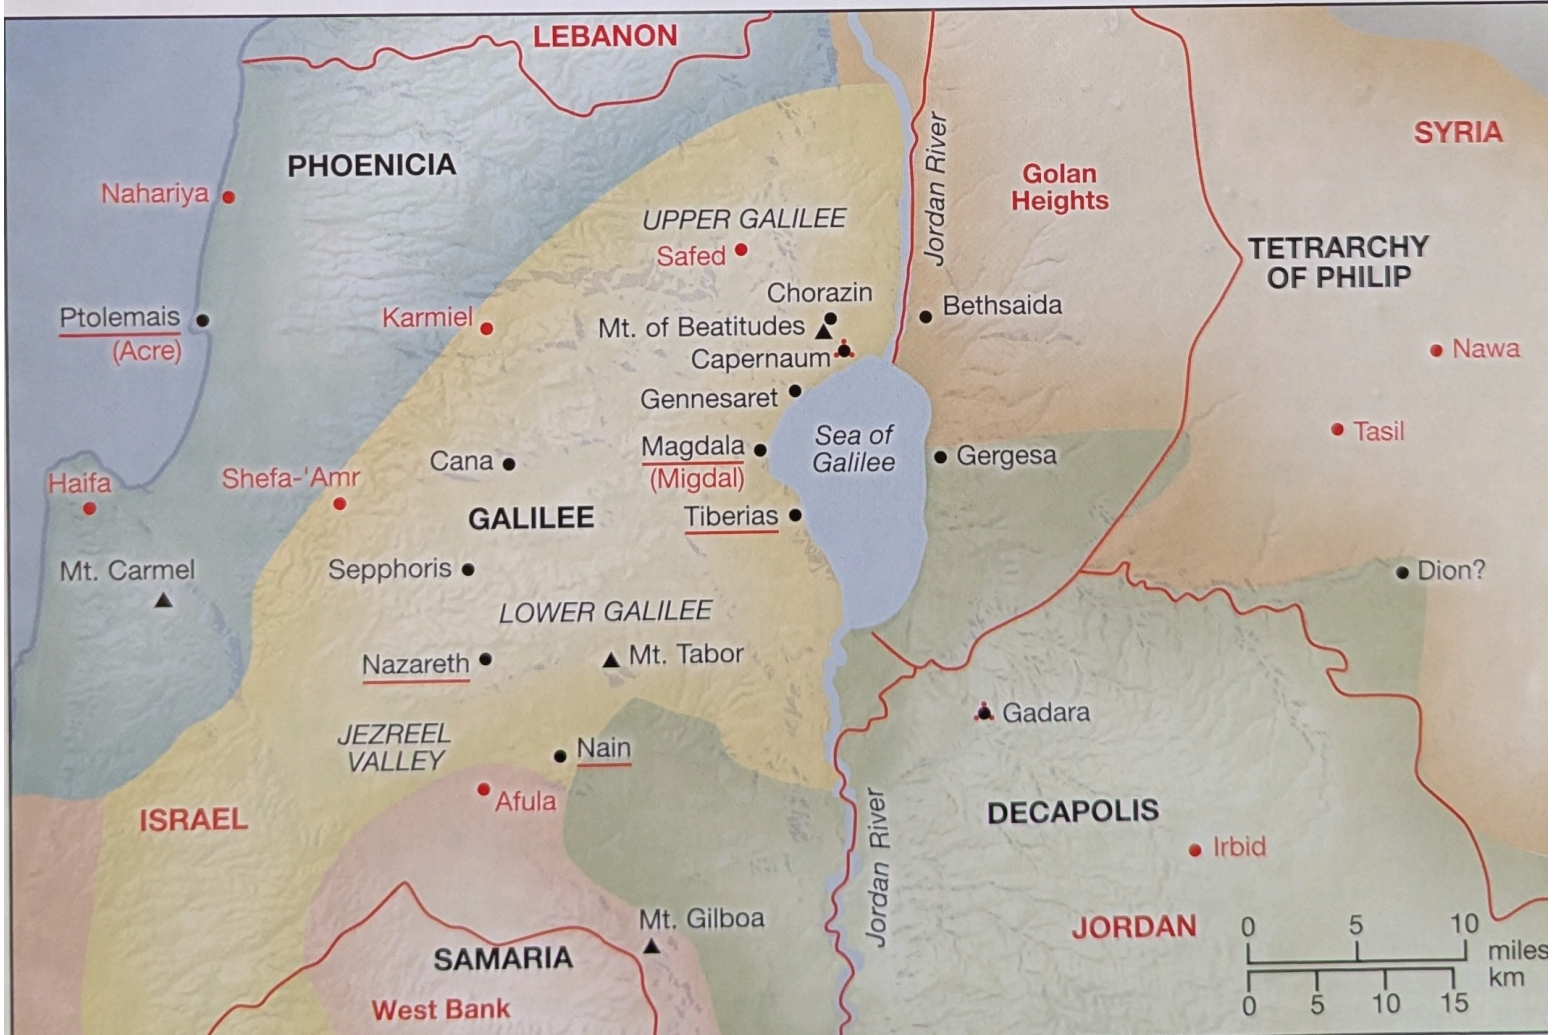 LEBANON
PHOENICIA
SYRIA
Nahariya
Jordan River
Golan
Heights
UPPER GALILEE
Safed
TETRARCHY
OF PHILIP
Chorazin
Bethsaida
Ptolemais
(Acre)
Karmiel
Mt. of Beatitudes
Capernaum
Nawa
Gennesaret
Sea of
Galilee
Tasil
Magdala
(Migdal)
Cana
Gergesa
Haifa
Shefa-'Amr
GALILEE
Tiberias
Mt. Carmel
Sepphoris
Dion?
LOWER GALILEE
Nazareth
Mt. Tabor
Gadara
JEZREEL
VALLEY
Nain
Afula
ISRAEL
DECAPOLIS
Jordan River
Irbid
Mt. Gilboa
JORDAN
SAMARIA
West Bank
0 5 10
miles
km
0 5 10 15